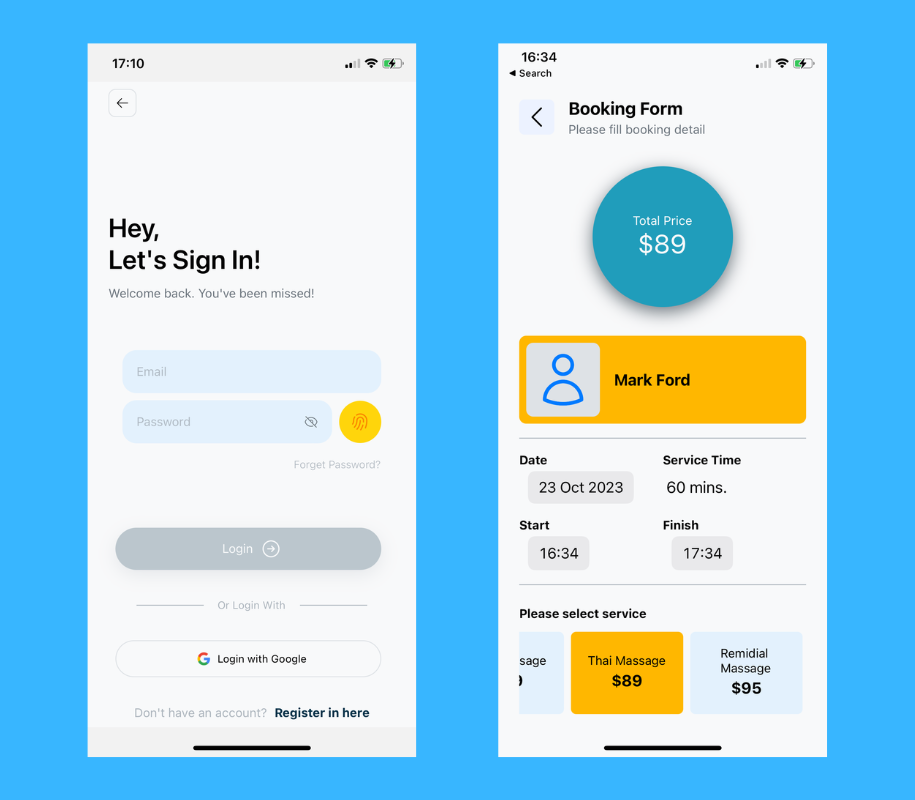 17:10
Hey,
Let's Sign In!
Welcome back. You've been missed!
Email
Password
Forget Password?
Login
Or Login With
Login with Google
Don't have an account? Register in here
16:34
Search
Booking Form
Please fill booking detail
Total Price
$89
Mark Ford
Date
Service Time
23 Oct 2023
60 mins.
Start
Finish
16:34
17:34
Please select service
Thai Massage
$89
Remidial
Massage
$95